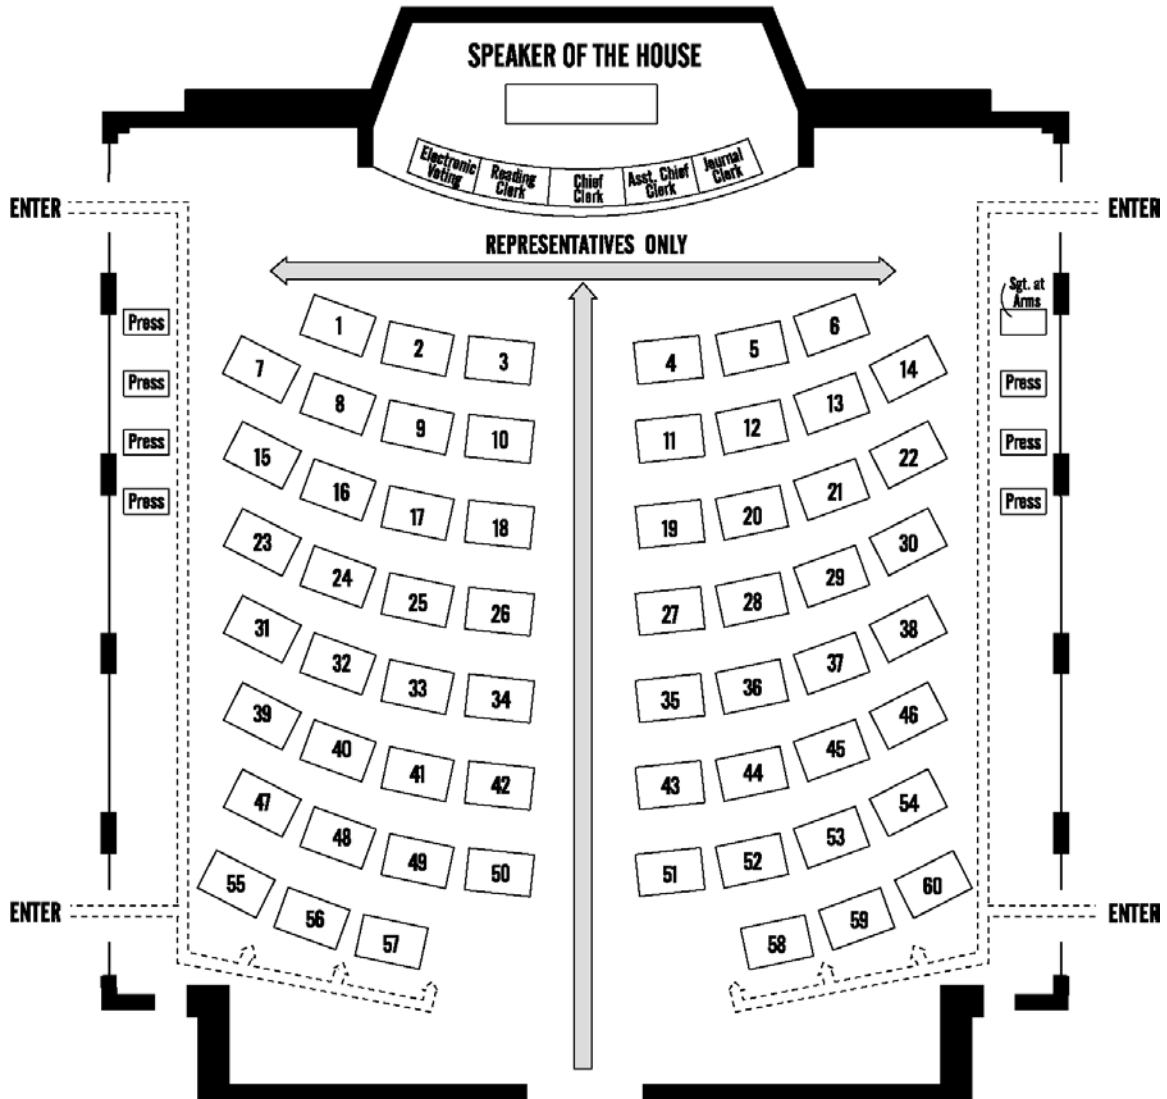 SPEAKER OF THE HOUSE
Electronic
Voting
Reading
Clerk
Chief
Clerk
Asst. Chief
Clerk
Journal
Clerk
ENTER
ENTER
REPRESENTATIVES ONLY
Sgt. at
Arms
Press
Press
Press
Press
Press
Press
Press
1 2 3 4 5 6
7 8 9 10 11 12 13 14
15 16 17 18 19 20 21 22
23 24 25 26 27 28 29 30
31 32 33 34 35 36 37 38
39 40 41 42 43 44 45 46
47 48 49 50 51 52 53 54
55 56 57 58 59 60
ENTER
ENTER